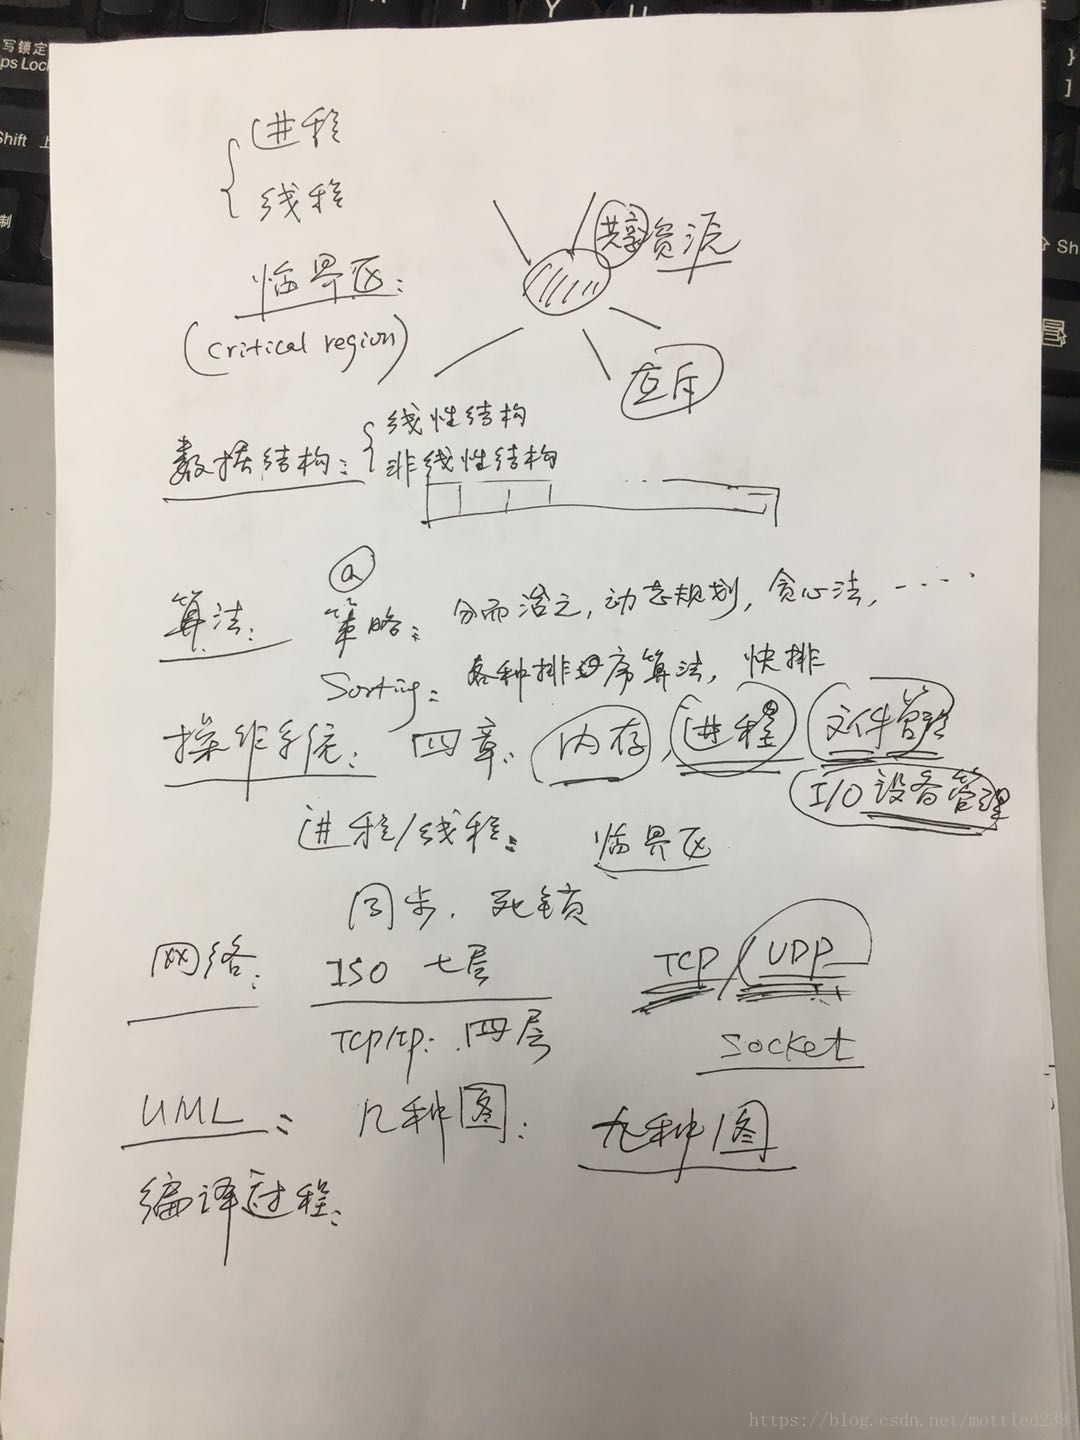 写锁定
ps Lock
Shift 上
制
T Y U
}
]
Sh
进程
线程
共享资源
临界区:
(critical region)
互斥
数据结构: 线性结构
非线性结构
a
算法: 策略: 分而治之, 动态规划, 贪心法, .....
Sorting: 各种排序算法, 快排
操作系统: 四章: 内存, 进程 文件管理
I/O 设备管理
进程/线程: 临界区
同步. 死锁
网络: ISO 七层 TCP/UDP
TCP/IP: 四层 Socket
UML: 几种图: 九种图
编译过程:
https://blog.csdn.net/mottled233